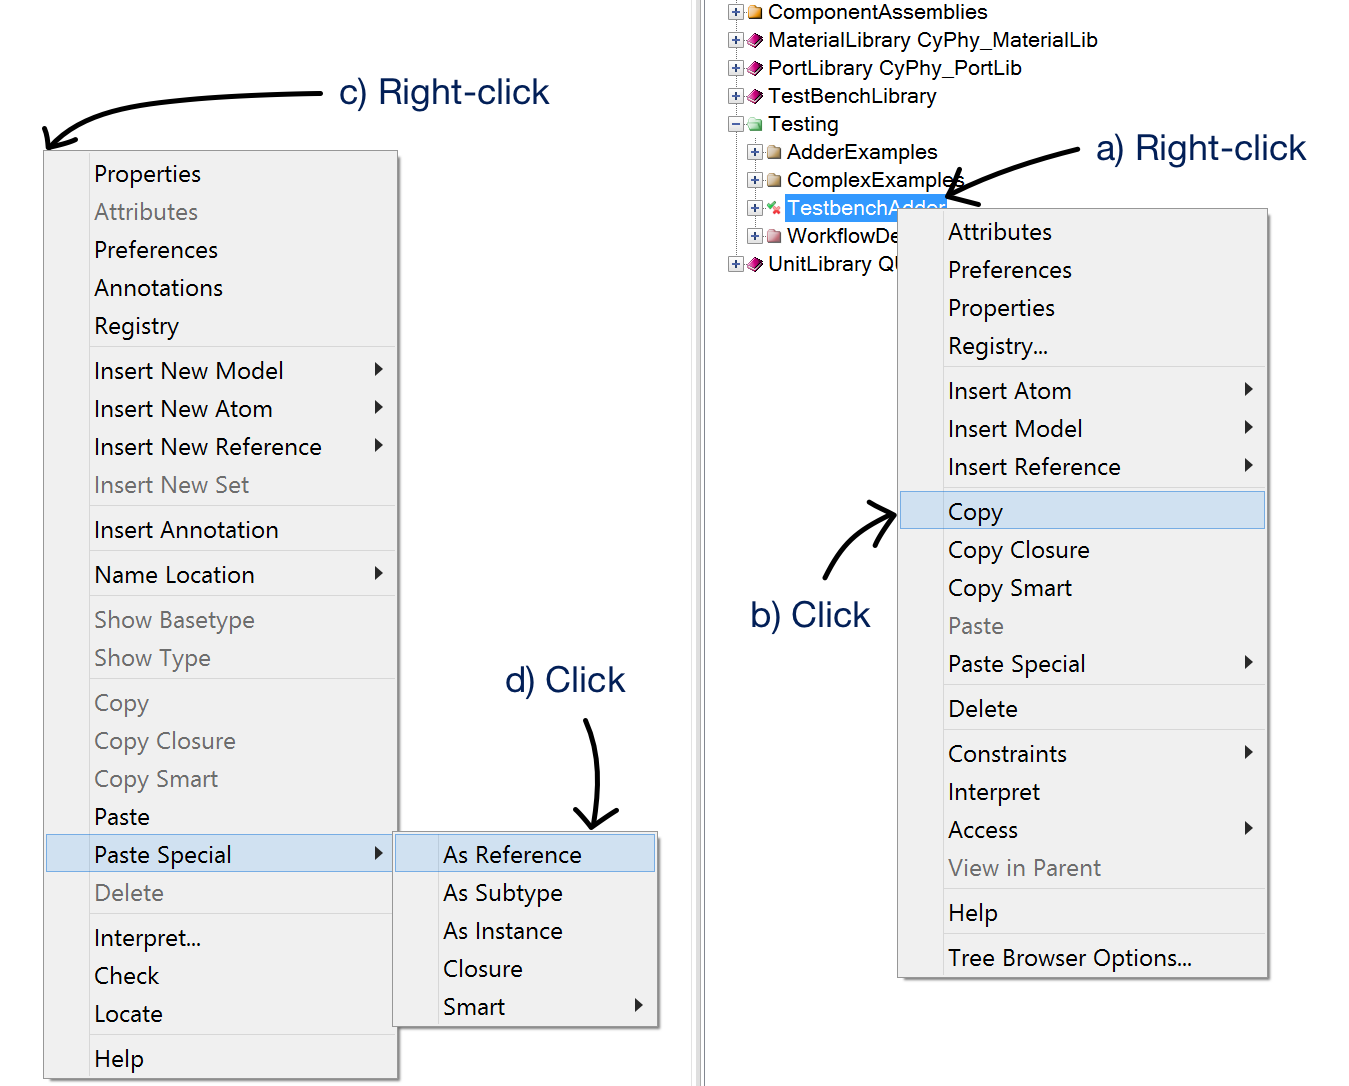 c) Right-click
Properties
Attributes
Preferences
Annotations
Registry
Insert New Model
Insert New Atom
Insert New Reference
Insert New Set
Insert Annotation
Name Location
Show Basetype
Show Type
Copy
Copy Closure
Copy Smart
Paste
Paste Special
Delete
Interpret...
Check
Locate
Help
d) Click
As Reference
As Subtype
As Instance
Closure
Smart
ComponentAssemblies
MaterialLibrary CyPhy_MaterialLib
PortLibrary CyPhy_PortLib
TestBenchLibrary
Testing
AdderExamples
ComplexExamples
TestbenchAdder
WorkflowDe
UnitLibrary QU
a) Right-click
Attributes
Preferences
Properties
Registry...
Insert Atom
Insert Model
Insert Reference
b) Click
Copy
Copy Closure
Copy Smart
Paste
Paste Special
Delete
Constraints
Interpret
Access
View in Parent
Help
Tree Browser Options...